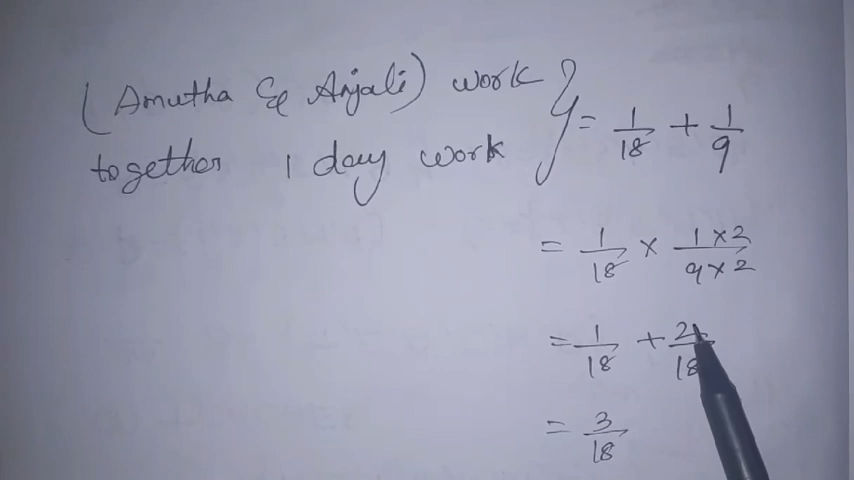 (Amutha & Anjali) work } = 1/18 + 1/9
together 1 day work
= 1/18 × 1×2/9×2
= 1/18 + 2/18
= 3/18